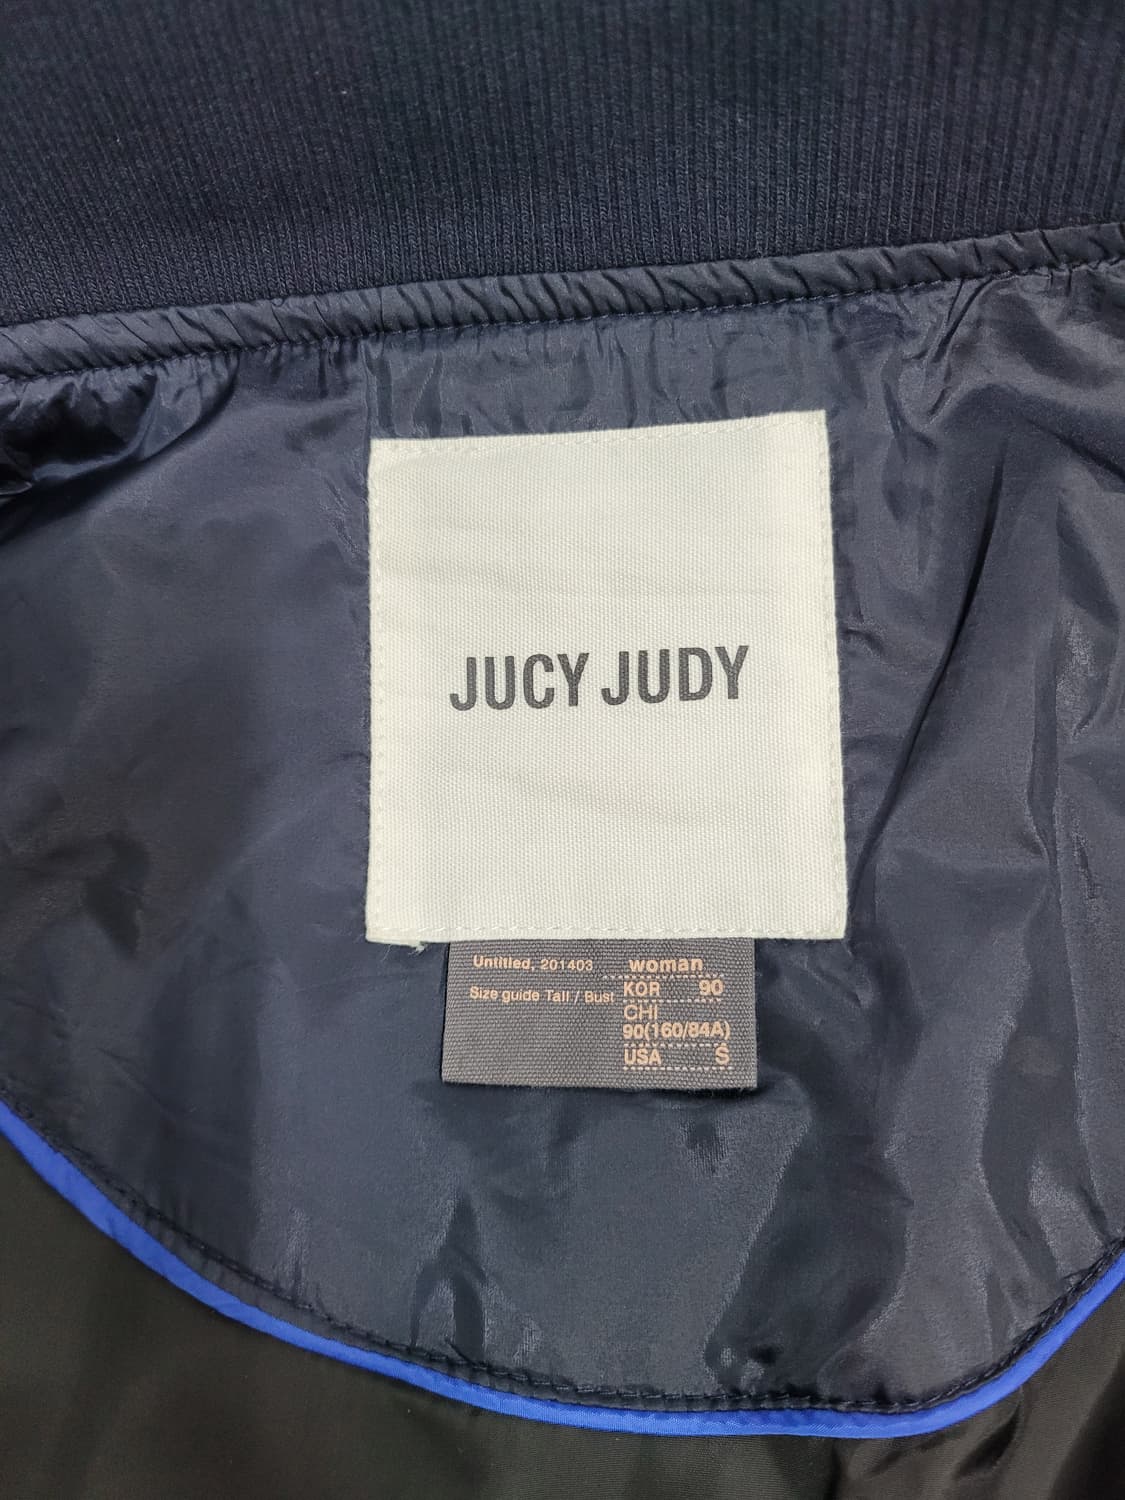 JUCY JUDY
Untitled, 201403
Size guide Tall / Bust
woman
KOR 90
CHI
90(160/84A)
USA S